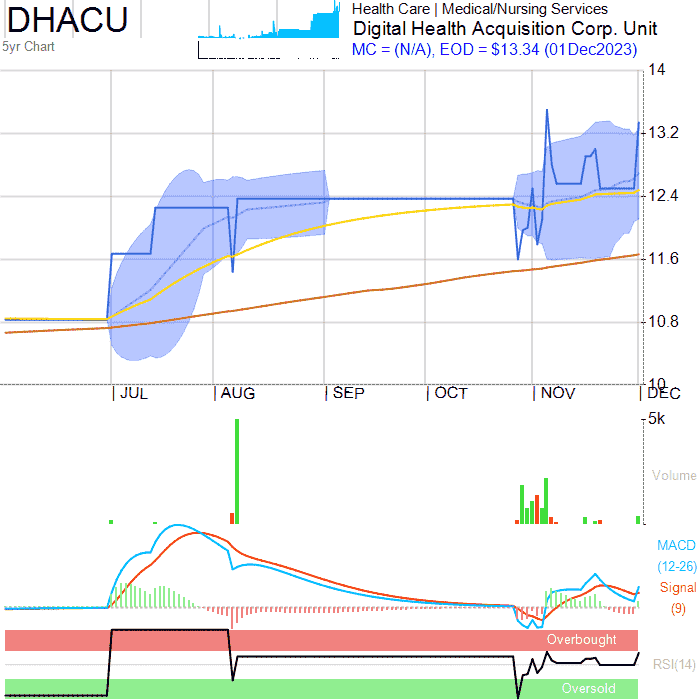 DHACU
5yr Chart
Health Care | Medical/Nursing Services
Digital Health Acquisition Corp. Unit
MC = (N/A), EOD = $13.34 (01Dec2023)
14
13.2
12.4
11.6
10.8
10
JUL AUG SEP OCT NOV DEC
5k
Volume
MACD
(12-26)
Signal
(9)
Overbought
RSI(14)
Oversold